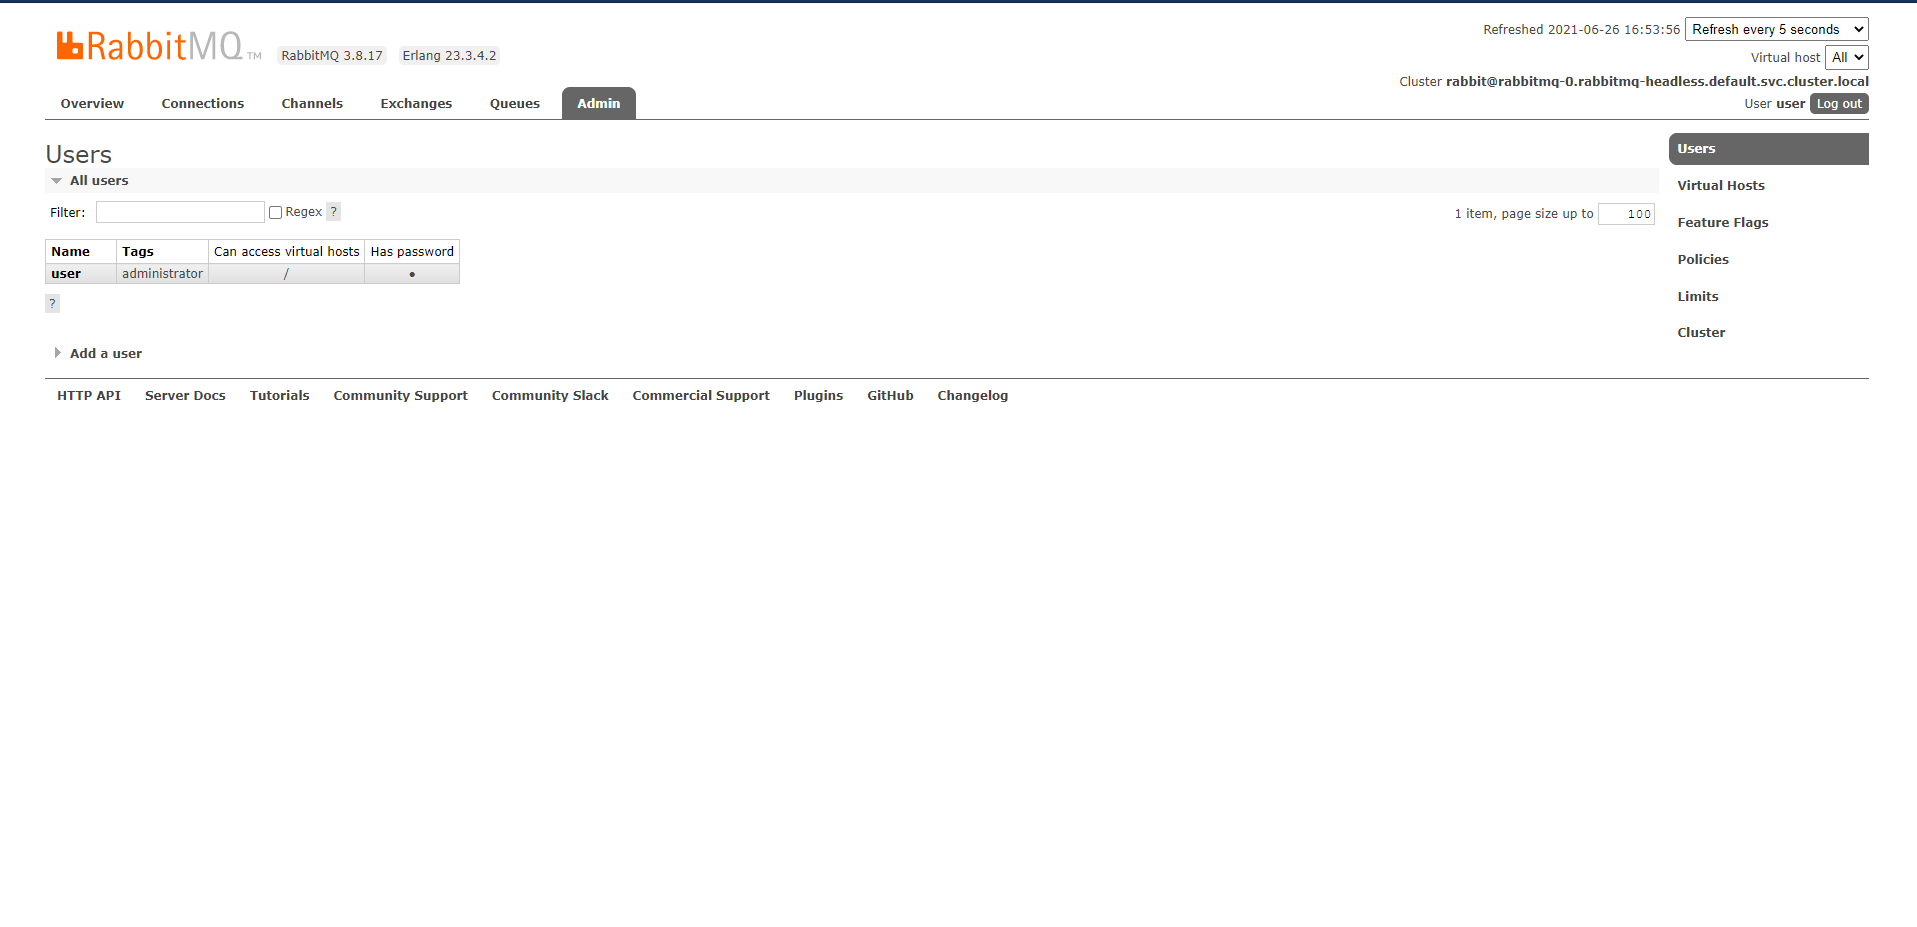 RabbitMQ TM RabbitMQ 3.8.17 Erlang 23.3.4.2
Refreshed 2021-06-26 16:53:56 Refresh every 5 seconds
Virtual host All
Cluster rabbit@rabbitmq-0.rabbitmq-headless.default.svc.cluster.local
User user Log out
Overview Connections Channels Exchanges Queues Admin
Users
All users
Filter: Regex ? 1 item, page size up to 100
Name Tags Can access virtual hosts Has password
user administrator / ●
?
Add a user
Users
Virtual Hosts
Feature Flags
Policies
Limits
Cluster
HTTP API Server Docs Tutorials Community Support Community Slack Commercial Support Plugins GitHub Changelog